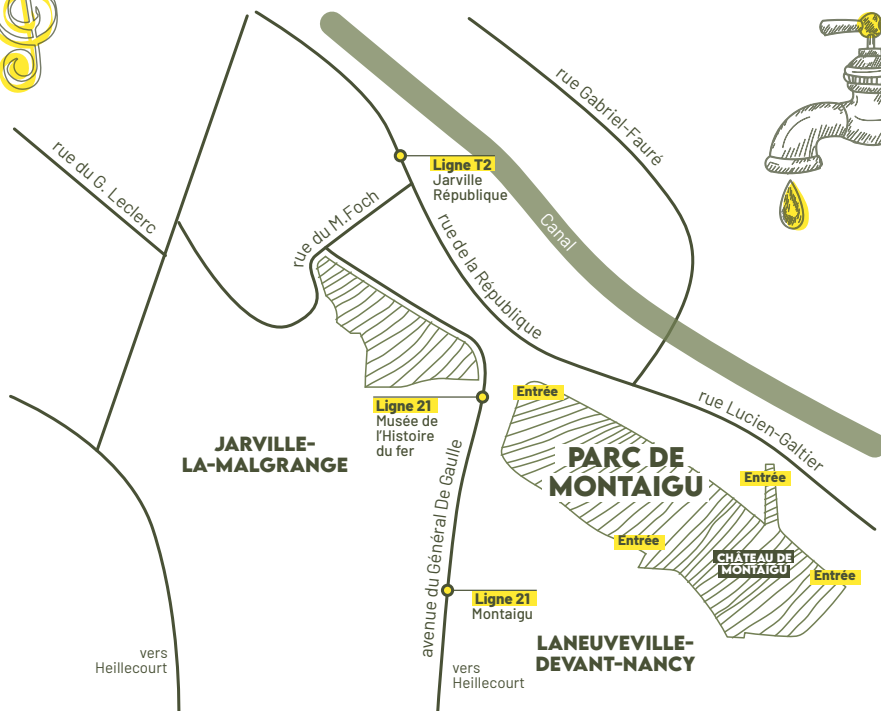 rue Gabriel-Fauré
rue du G. Leclerc
Ligne T2
Jarville
République
rue du M.Foch
Canal
rue de la République
Entrée
rue Lucien-Galtier
Ligne 21
Musée de
l'Histoire
du fer
JARVILLE-
LA-MALGRANGE
PARC DE
MONTAIGU
Entrée
avenue du Général De Gaulle
Entrée
CHÂTEAU DE
MONTAIGU
Entrée
Ligne 21
Montaigu
LANEUVEVILLE-
DEVANT-NANCY
vers
Heillecourt
vers
Heillecourt